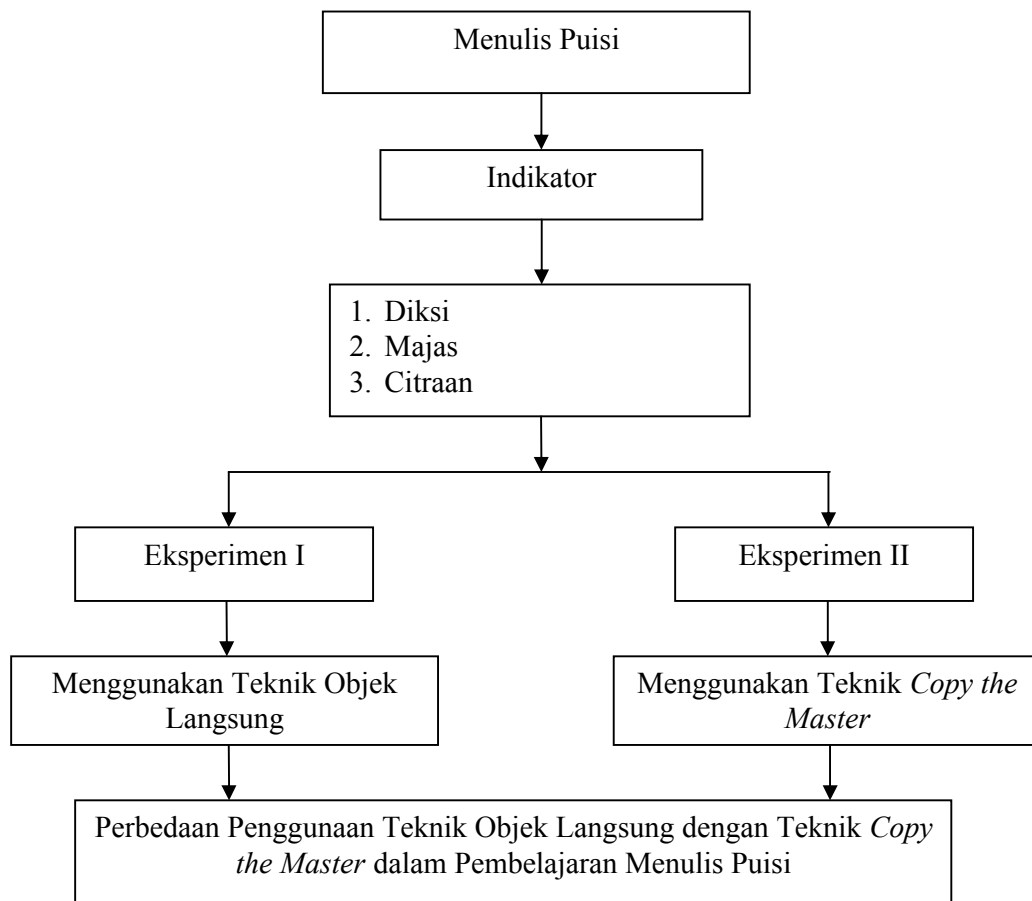 Menulis Puisi
Indikator
1. Diksi
2. Majas
3. Citraan
Eksperimen I
Eksperimen II
Menggunakan Teknik Objek
Langsung
Menggunakan Teknik Copy the
Master
Perbedaan Penggunaan Teknik Objek Langsung dengan Teknik Copy
the Master dalam Pembelajaran Menulis Puisi